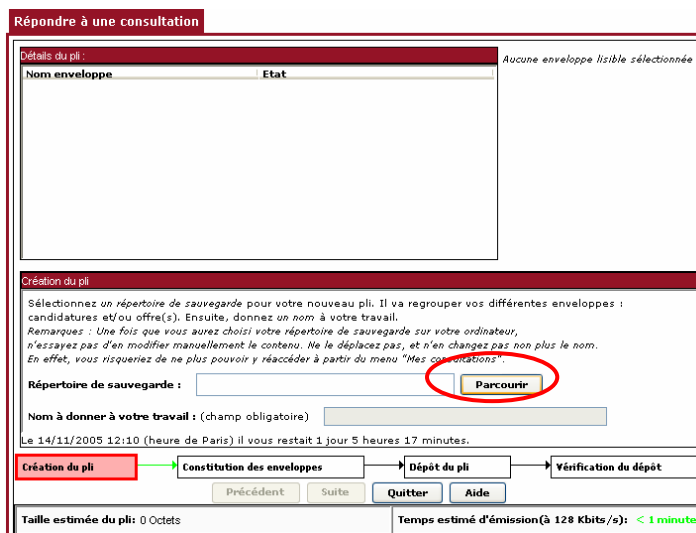 Répondre à une consultation
Détails du pli :
Aucune enveloppe lisible sélectionnée
Nom enveloppe Etat
Création du pli
Sélectionnez un répertoire de sauvegarde pour votre nouveau pli. Il va regrouper vos différentes enveloppes :
candidatures et/ou offre(s). Ensuite, donnez un nom à votre travail.
Remarques : Une fois que vous aurez choisi votre répertoire de sauvegarde sur votre ordinateur,
n'essayez pas d'en modifier manuellement le contenu. Ne le déplacez pas, et n'en changez pas non plus le nom.
En effet, vous risqueriez de ne plus pouvoir y réaccéder à partir du menu "Mes consultations".
Répertoire de sauvegarde : Parcourir
Nom à donner à votre travail : (champ obligatoire)
Le 14/11/2005 12:10 (heure de Paris) il vous restait 1 jour 5 heures 17 minutes.
Création du pli Constitution des enveloppes Dépôt du pli Vérification du dépôt
Précédent Suite Quitter Aide
Taille estimée du pli: 0 Octets Temps estimé d'émission(à 128 Kbits/s): < 1 minute